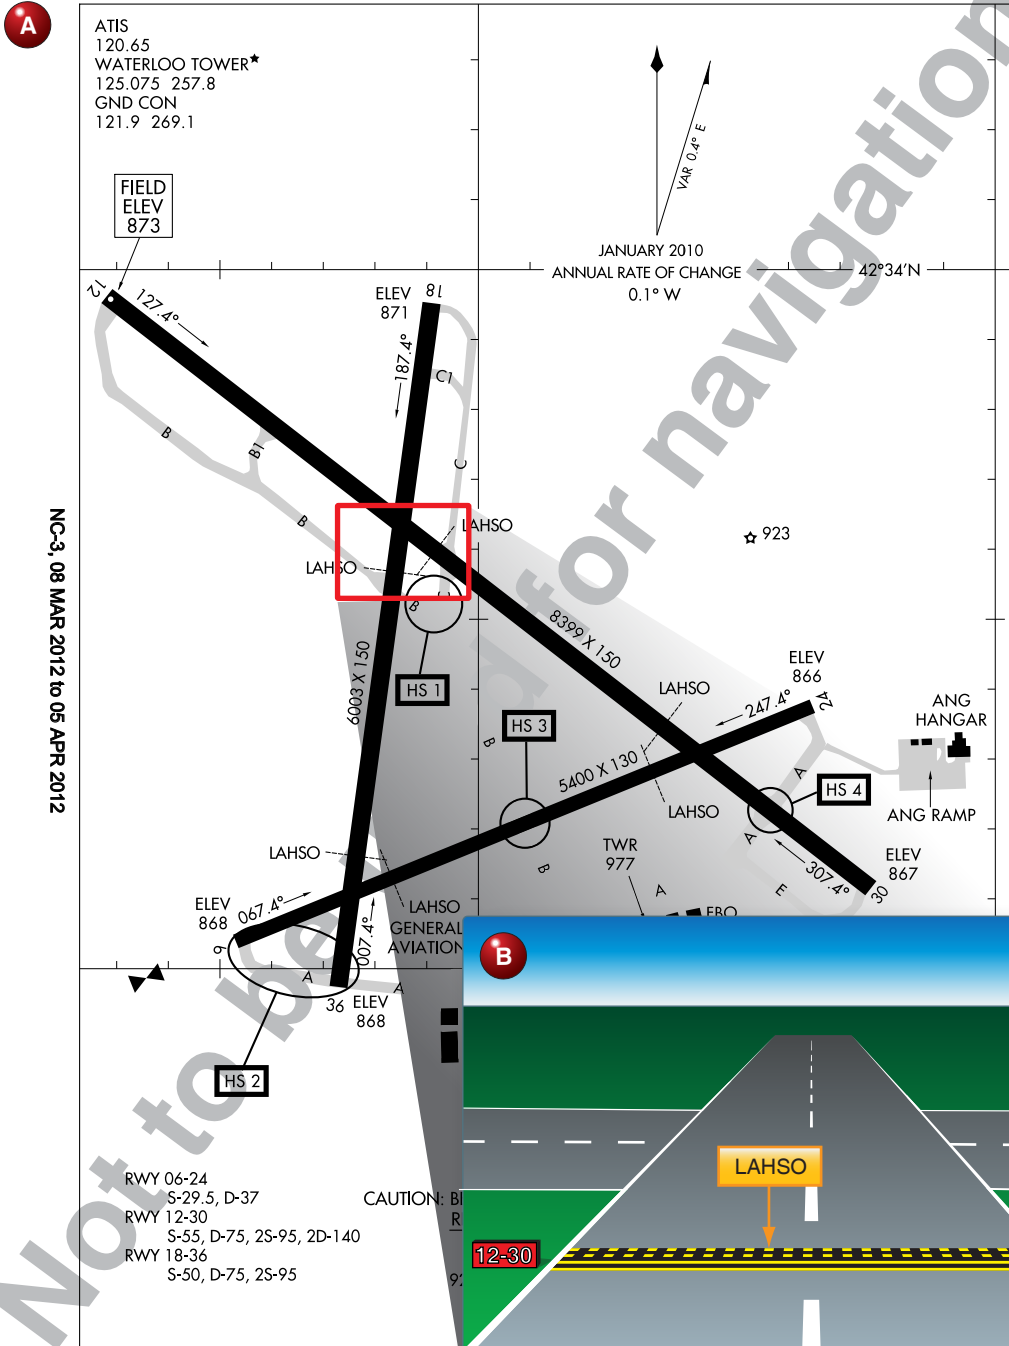 A
ATIS
120.65
WATERLOO TOWER★
125.075 257.8
GND CON
121.9 269.1
FIELD
ELEV
873
VAR 0.4° E
JANUARY 2010
ANNUAL RATE OF CHANGE
0.1° W
42°34'N
12
127.4°
ELEV
871
18
187.4°
C1
B
B1
C
B
LAHSO
LAHSO
923
B
HS 1
8399 X 150
6003 X 150
ELEV
866
24
247.4°
LAHSO
HS 3
B
5400 X 130
LAHSO
ANG
HANGAR
A
HS 4
ANG RAMP
NC-3, 08 MAR 2012 to 05 APR 2012
LAHSO
TWR
977
B
A
A
E
307.4°
ELEV
867
30
FBO
ELEV
868
067.4°
6
LAHSO
GENERAL
AVIATION
007.4°
A
A
36
ELEV
868
HS 2
RWY 06-24
S-29.5, D-37
RWY 12-30
S-55, D-75, 2S-95, 2D-140
RWY 18-36
S-50, D-75, 2S-95
CAUTION:
B
LAHSO
12-30
Not to be used for navigation